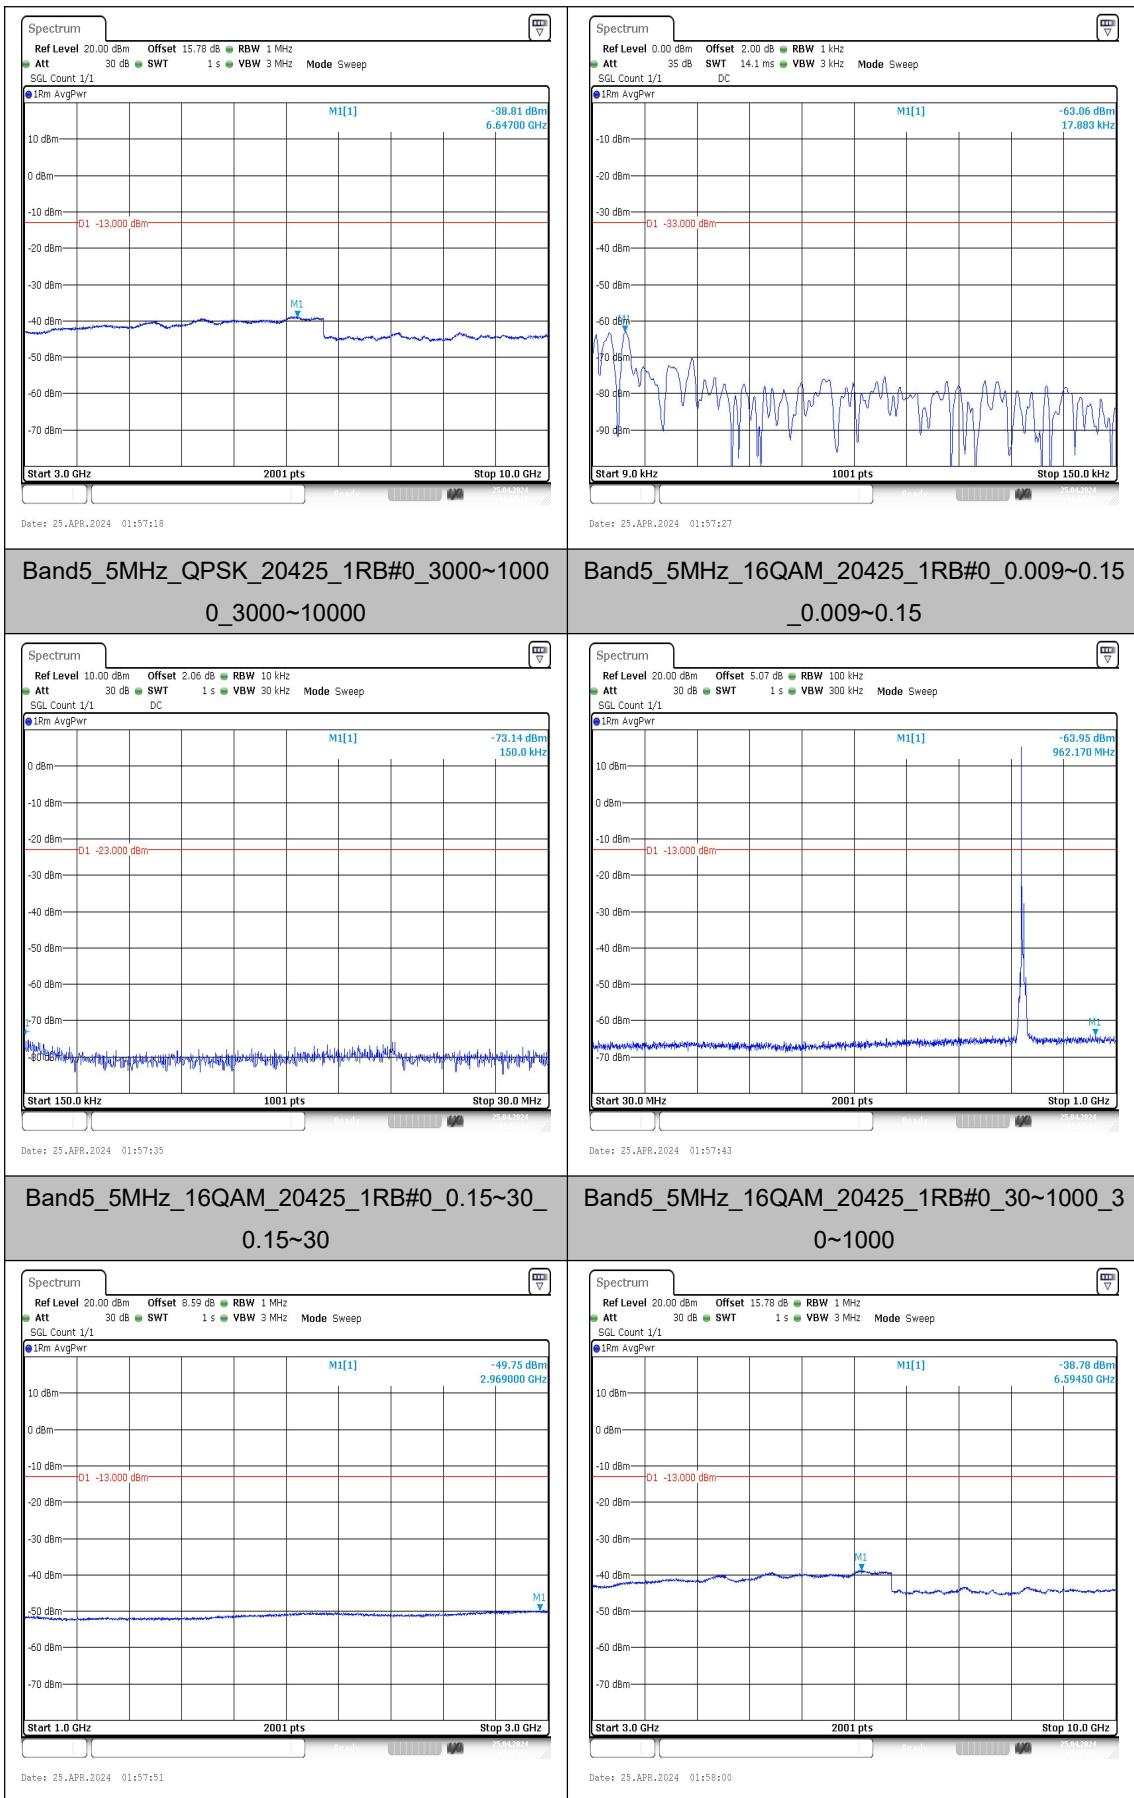 Spectrum
Ref Level 20.00 dBm Offset 15.78 dB RBW 1 MHz
Att 30 dB SWT 1 s VBW 3 MHz Mode Sweep
SGL Count 1/1
1Rm AvgPwr
M1[1] -38.81 dBm
6.64700 GHz
10 dBm
0 dBm
-10 dBm
D1 -13.000 dBm
-20 dBm
-30 dBm
M1
-40 dBm
-50 dBm
-60 dBm
-70 dBm
Start 3.0 GHz 2001 pts Stop 10.0 GHz
Date: 25.APR.2024 01:57:18
Spectrum
Ref Level 0.00 dBm Offset 2.00 dB RBW 1 kHz
Att 35 dB SWT 14.1 ms VBW 3 kHz Mode Sweep
SGL Count 1/1 DC
1Rm AvgPwr
M1[1] -63.06 dBm
17.883 kHz
-10 dBm
-20 dBm
-30 dBm
D1 -33.000 dBm
-40 dBm
-50 dBm
-60 dBm
M1
-70 dBm
-80 dBm
-90 dBm
Start 9.0 kHz 1001 pts Stop 150.0 kHz
25.04.2024
Date: 25.APR.2024 01:57:27
Band5_5MHz_QPSK_20425_1RB#0_3000~1000
0_3000~10000
Band5_5MHz_16QAM_20425_1RB#0_0.009~0.15
_0.009~0.15
Spectrum
Ref Level 10.00 dBm Offset 2.06 dB RBW 10 kHz
Att 30 dB SWT 1 s VBW 30 kHz Mode Sweep
SGL Count 1/1 DC
1Rm AvgPwr
M1[1] -73.14 dBm
150.0 kHz
0 dBm
-10 dBm
-20 dBm
D1 -23.000 dBm
-30 dBm
-40 dBm
-50 dBm
-60 dBm
-70 dBm
-80 dBm
Start 150.0 kHz 1001 pts Stop 30.0 MHz
Date: 25.APR.2024 01:57:35
Spectrum
Ref Level 20.00 dBm Offset 5.07 dB RBW 100 kHz
Att 30 dB SWT 1 s VBW 300 kHz Mode Sweep
SGL Count 1/1
1Rm AvgPwr
M1[1] -63.95 dBm
962.170 MHz
10 dBm
0 dBm
-10 dBm
D1 -13.000 dBm
-20 dBm
-30 dBm
-40 dBm
-50 dBm
-60 dBm
M1
-70 dBm
Start 30.0 MHz 2001 pts Stop 1.0 GHz
Date: 25.APR.2024 01:57:43
Band5_5MHz_16QAM_20425_1RB#0_0.15~30_
0.15~30
Band5_5MHz_16QAM_20425_1RB#0_30~1000_3
0~1000
Spectrum
Ref Level 20.00 dBm Offset 8.59 dB RBW 1 MHz
Att 30 dB SWT 1 s VBW 3 MHz Mode Sweep
SGL Count 1/1
1Rm AvgPwr
M1[1] -49.75 dBm
2.969000 GHz
10 dBm
0 dBm
-10 dBm
D1 -13.000 dBm
-20 dBm
-30 dBm
-40 dBm
M1
-50 dBm
-60 dBm
-70 dBm
Start 1.0 GHz 2001 pts Stop 3.0 GHz
Date: 25.APR.2024 01:57:51
Spectrum
Ref Level 20.00 dBm Offset 15.78 dB RBW 1 MHz
Att 30 dB SWT 1 s VBW 3 MHz Mode Sweep
SGL Count 1/1
1Rm AvgPwr
M1[1] -38.78 dBm
6.59450 GHz
10 dBm
0 dBm
-10 dBm
D1 -13.000 dBm
-20 dBm
-30 dBm
M1
-40 dBm
-50 dBm
-60 dBm
-70 dBm
Start 3.0 GHz 2001 pts Stop 10.0 GHz
Date: 25.APR.2024 01:58:00